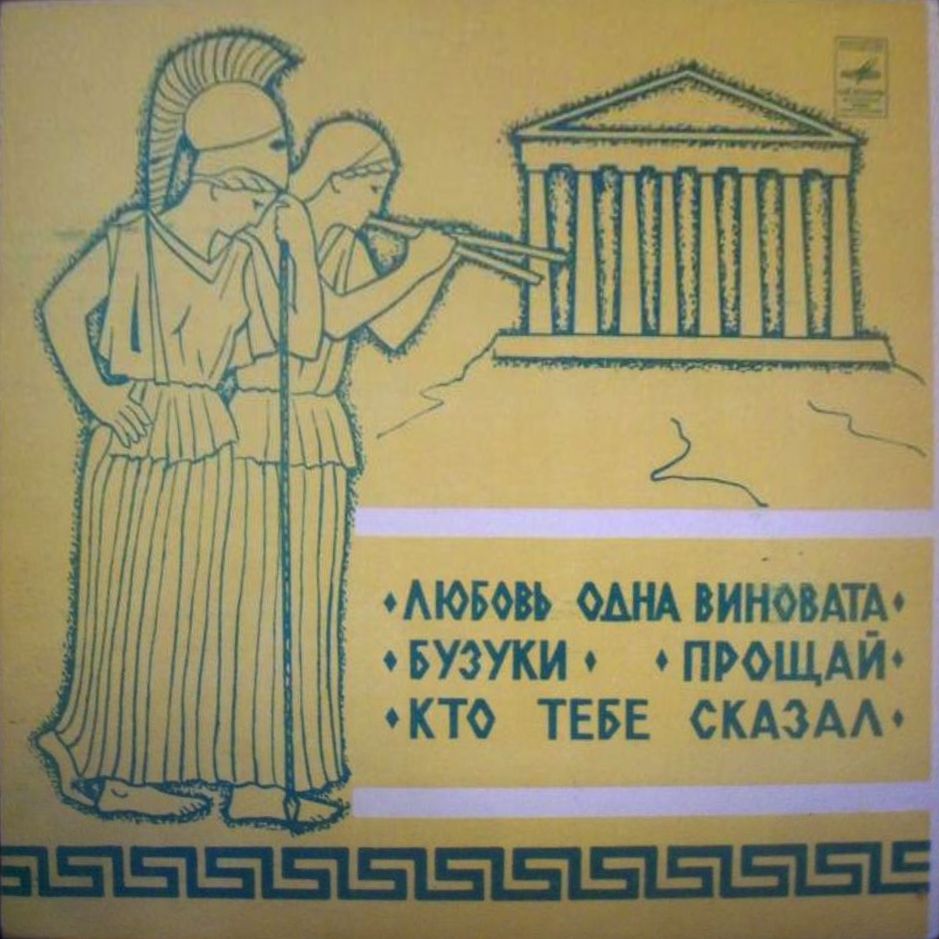 •ЛЮБОВЬ ОДНА ВИНОВАТА•
•БУЗУКИ• •ПРОЩАЙ•
•КТО ТЕБЕ СКАЗАЛ•